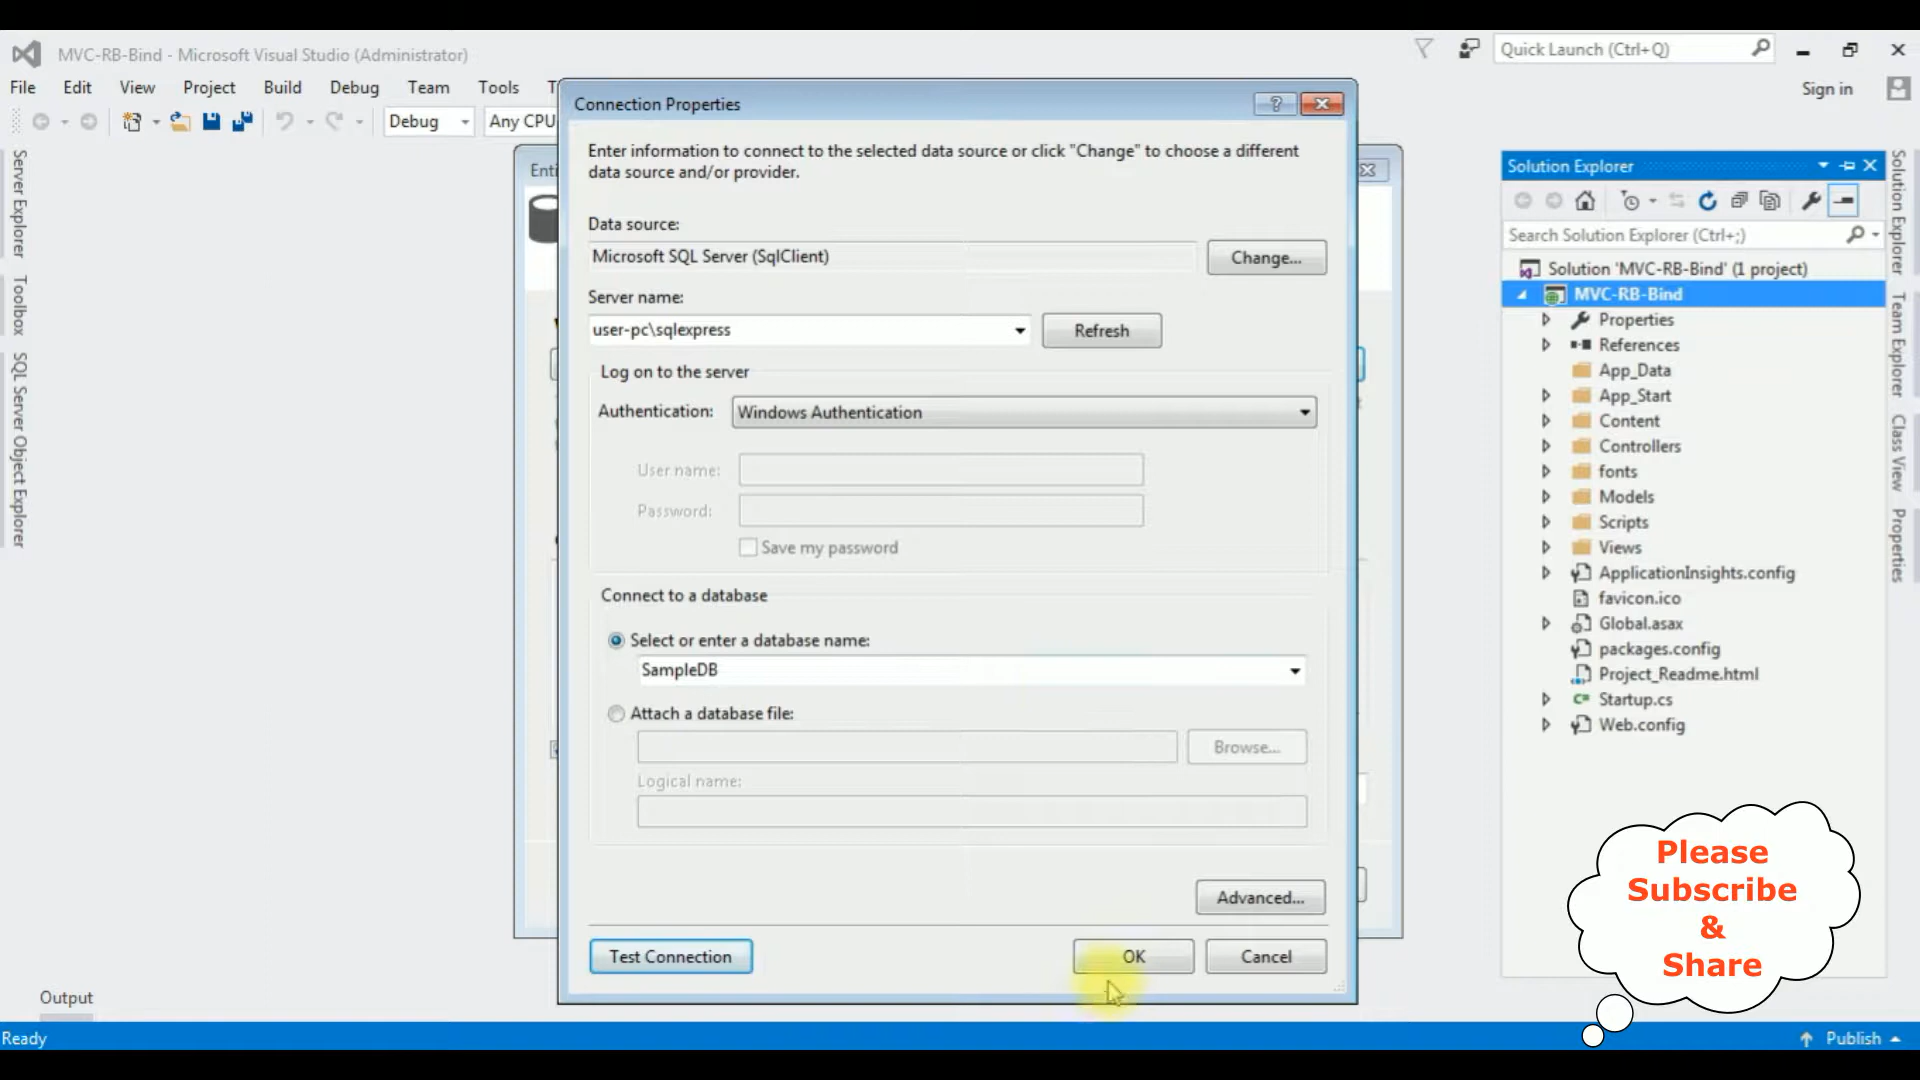 MVC-RB-Bind - Microsoft Visual Studio (Administrator)
Quick Launch (Ctrl+Q)
File Edit View Project Build Debug Team Tools T
Sign in
Debug Any CPU
Server Explorer
Toolbox
SQL Server Object Explorer
Enti
Connection Properties
?
Enter information to connect to the selected data source or click "Change" to choose a different
data source and/or provider.
Data source:
Microsoft SQL Server (SqlClient)
Change...
Server name:
user-pc\sqlexpress
Refresh
Log on to the server
Authentication: Windows Authentication
User name:
Password:
Save my password
Connect to a database
Select or enter a database name:
SampleDB
Attach a database file:
Browse...
Logical name:
Advanced...
Test Connection OK Cancel
Solution Explorer
Search Solution Explorer (Ctrl+;)
Solution 'MVC-RB-Bind' (1 project)
MVC-RB-Bind
Properties
References
App_Data
App_Start
Content
Controllers
fonts
Models
Scripts
Views
ApplicationInsights.config
favicon.ico
Global.asax
packages.config
Project_Readme.html
C# Startup.cs
Web.config
Solution Explorer
Team Explorer
Class View
Properties
Please
Subscribe
&
Share
Output
Ready
Publish